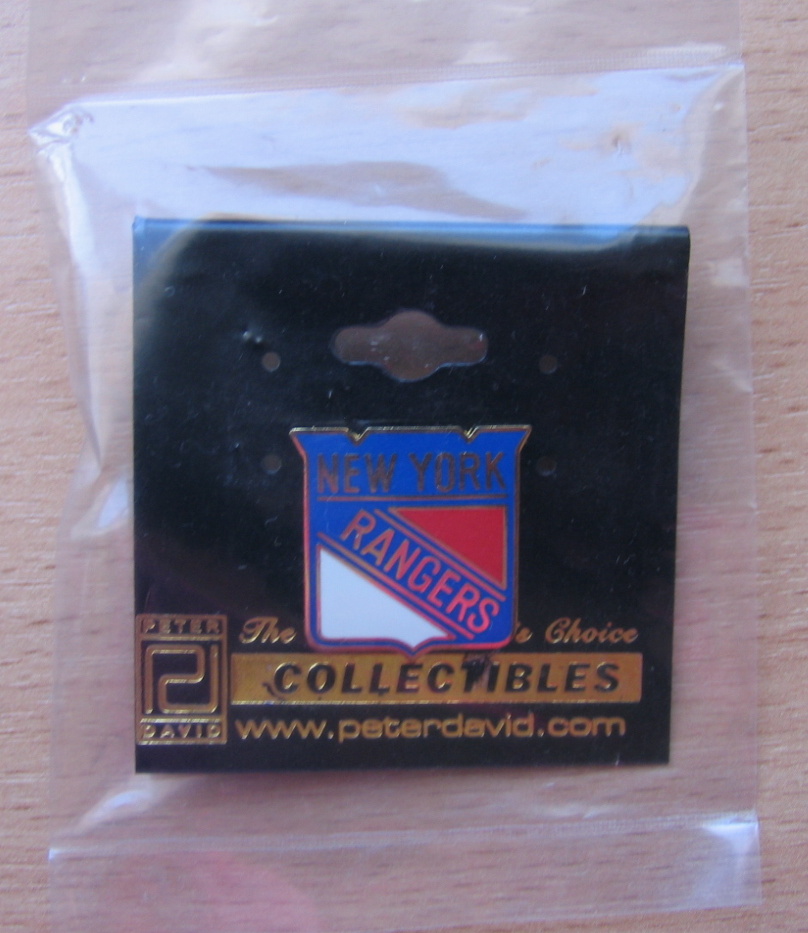 NEW YORK
RANGERS
PETER
DAVID
The 's Choice
COLLECTIBLES
www.peterdavid.com